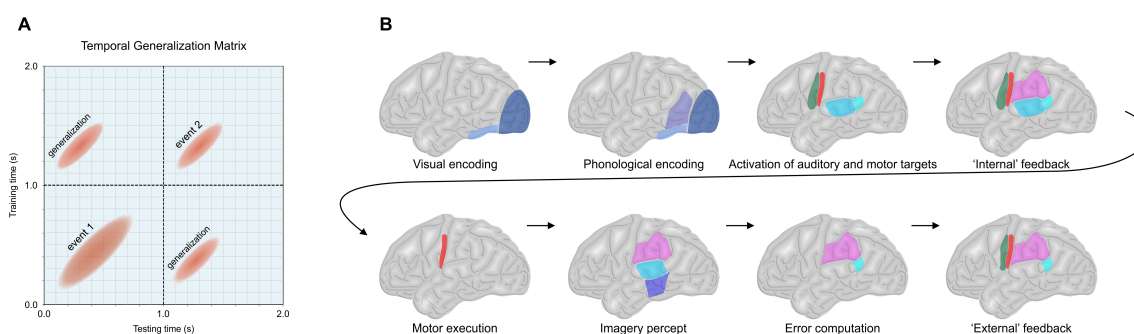 A
Temporal Generalization Matrix
2.0
1.0
0.0
Training time (s)
generalization
event 2
event 1
generalization
0.0
1.0
2.0
Testing time (s)
B
Visual encoding
Phonological encoding
Activation of auditory and motor targets
‘Internal’ feedback
Motor execution
Imagery percept
Error computation
‘External’ feedback